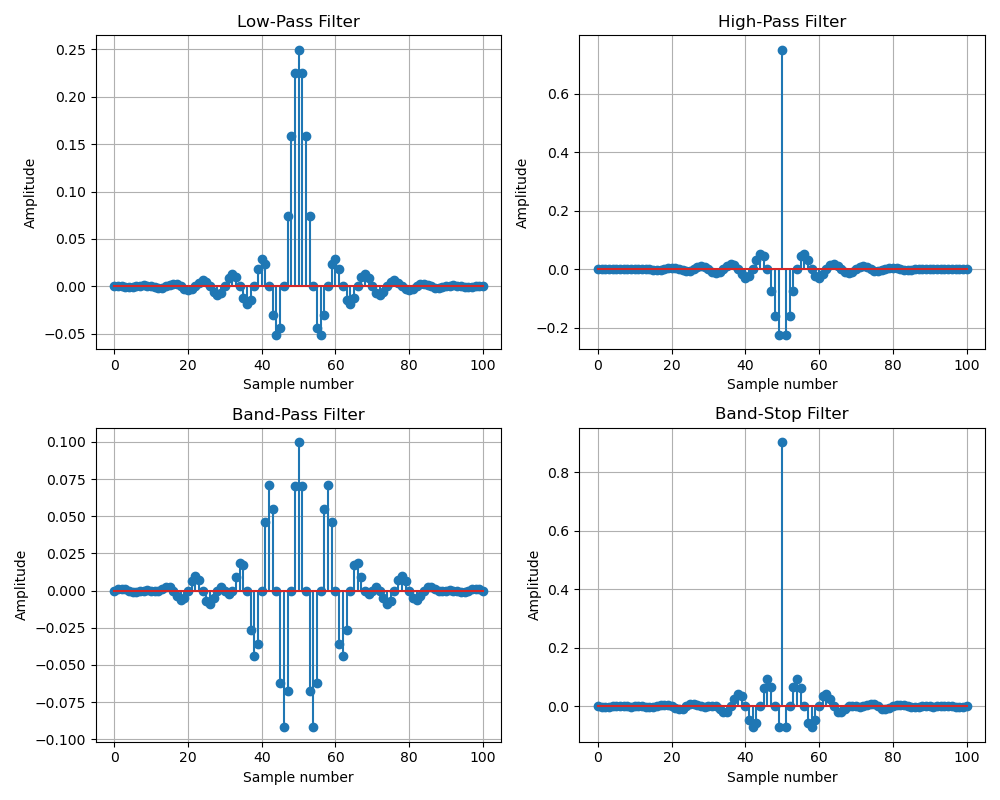 Low-Pass Filter
0.25
0.20
0.15
0.10
0.05
0.00
−0.05
Amplitude
0 20 40 60 80 100
Sample number
High-Pass Filter
0.6
0.4
0.2
0.0
−0.2
Amplitude
0 20 40 60 80 100
Sample number
Band-Pass Filter
0.100
0.075
0.050
0.025
0.000
−0.025
−0.050
−0.075
−0.100
Amplitude
0 20 40 60 80 100
Sample number
Band-Stop Filter
0.8
0.6
0.4
0.2
0.0
Amplitude
0 20 40 60 80 100
Sample number